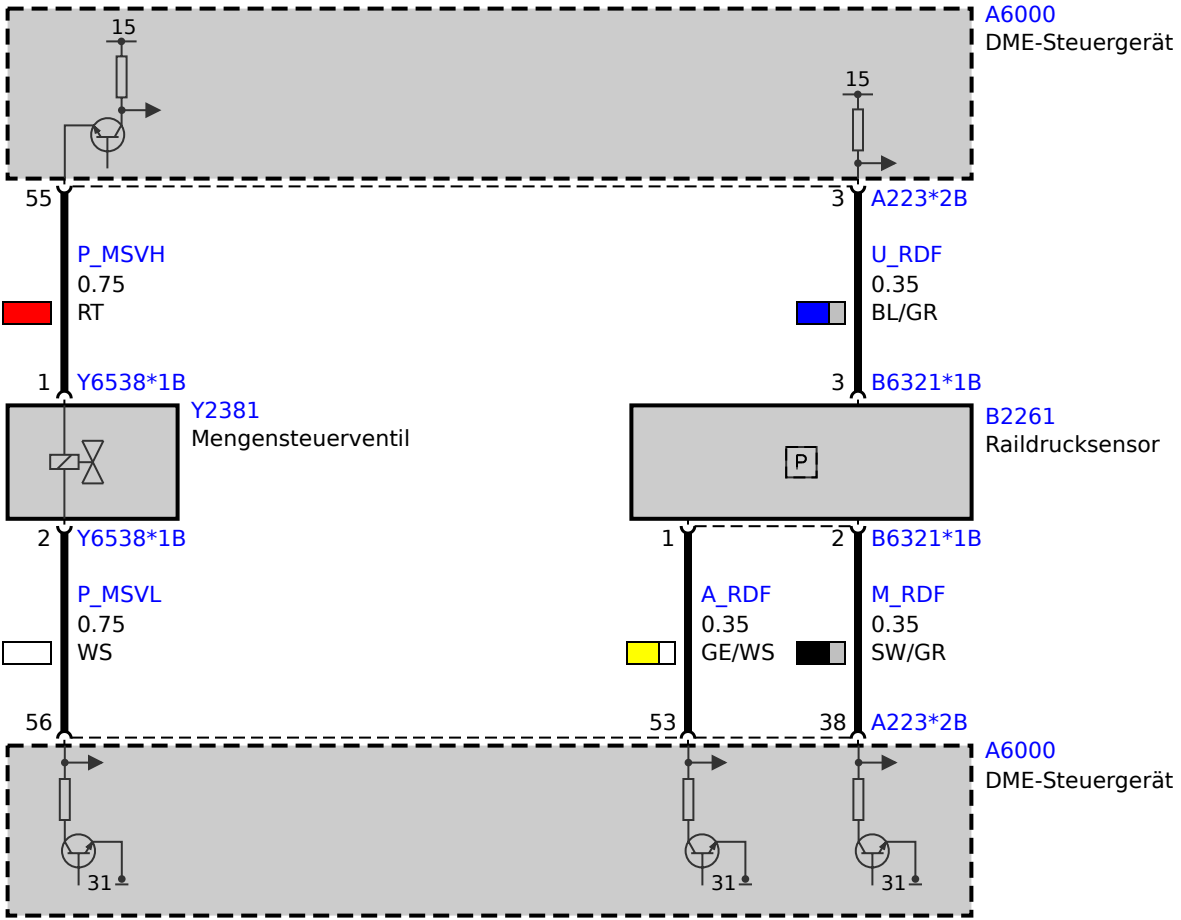 15
A6000
DME-Steuergerät
15
55
3 A223*2B
P_MSVH
0.75
RT
U_RDF
0.35
BL/GR
1 Y6538*1B
3 B6321*1B
Y2381
Mengensteuerventil
B2261
Raildrucksensor
P
2 Y6538*1B
1
2 B6321*1B
P_MSVL
0.75
WS
A_RDF
0.35
GE/WS
M_RDF
0.35
SW/GR
56
53
38 A223*2B
A6000
DME-Steuergerät
31
31
31